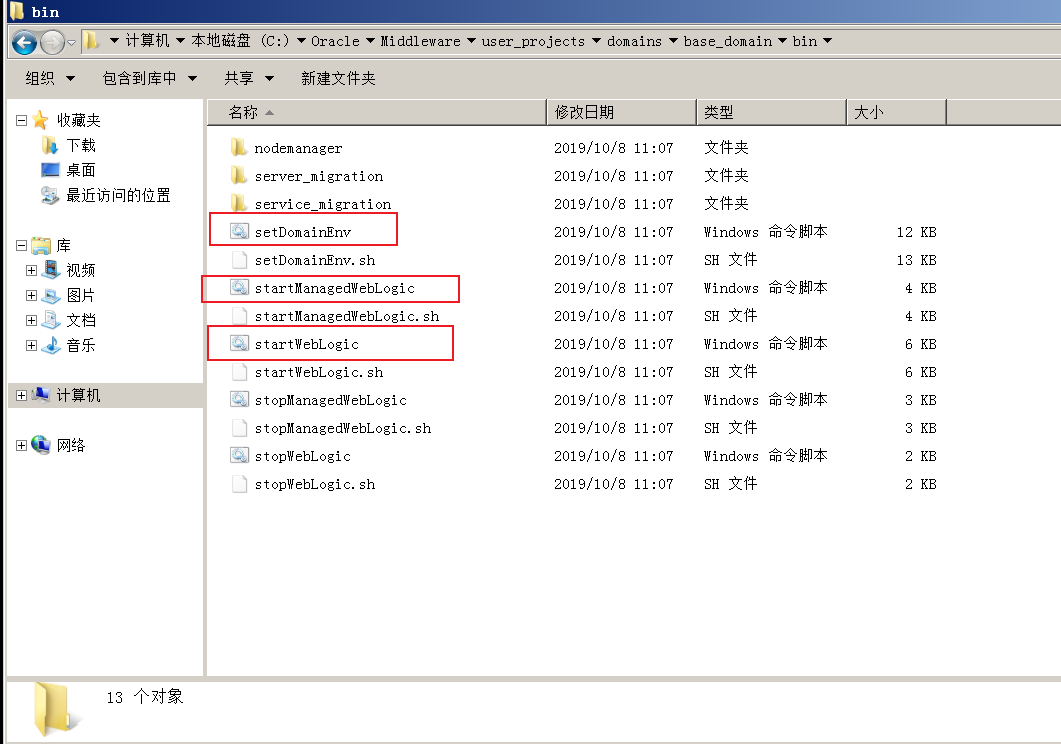 bin
计算机 本地磁盘 (C:) Oracle Middleware user_projects domains base_domain bin
组织 包含到库中 共享 新建文件夹
名称 修改日期 类型 大小
收藏夹
下载
桌面
最近访问的位置
库
视频
图片
文档
音乐
计算机
网络
nodemanager 2019/10/8 11:07 文件夹
server_migration 2019/10/8 11:07 文件夹
service_migration 2019/10/8 11:07 文件夹
setDomainEnv 2019/10/8 11:07 Windows 命令脚本 12 KB
setDomainEnv.sh 2019/10/8 11:07 SH 文件 13 KB
startManagedWebLogic 2019/10/8 11:07 Windows 命令脚本 4 KB
startManagedWebLogic.sh 2019/10/8 11:07 SH 文件 4 KB
startWebLogic 2019/10/8 11:07 Windows 命令脚本 6 KB
startWebLogic.sh 2019/10/8 11:07 SH 文件 6 KB
stopManagedWebLogic 2019/10/8 11:07 Windows 命令脚本 3 KB
stopManagedWebLogic.sh 2019/10/8 11:07 SH 文件 3 KB
stopWebLogic 2019/10/8 11:07 Windows 命令脚本 2 KB
stopWebLogic.sh 2019/10/8 11:07 SH 文件 2 KB
13 个对象